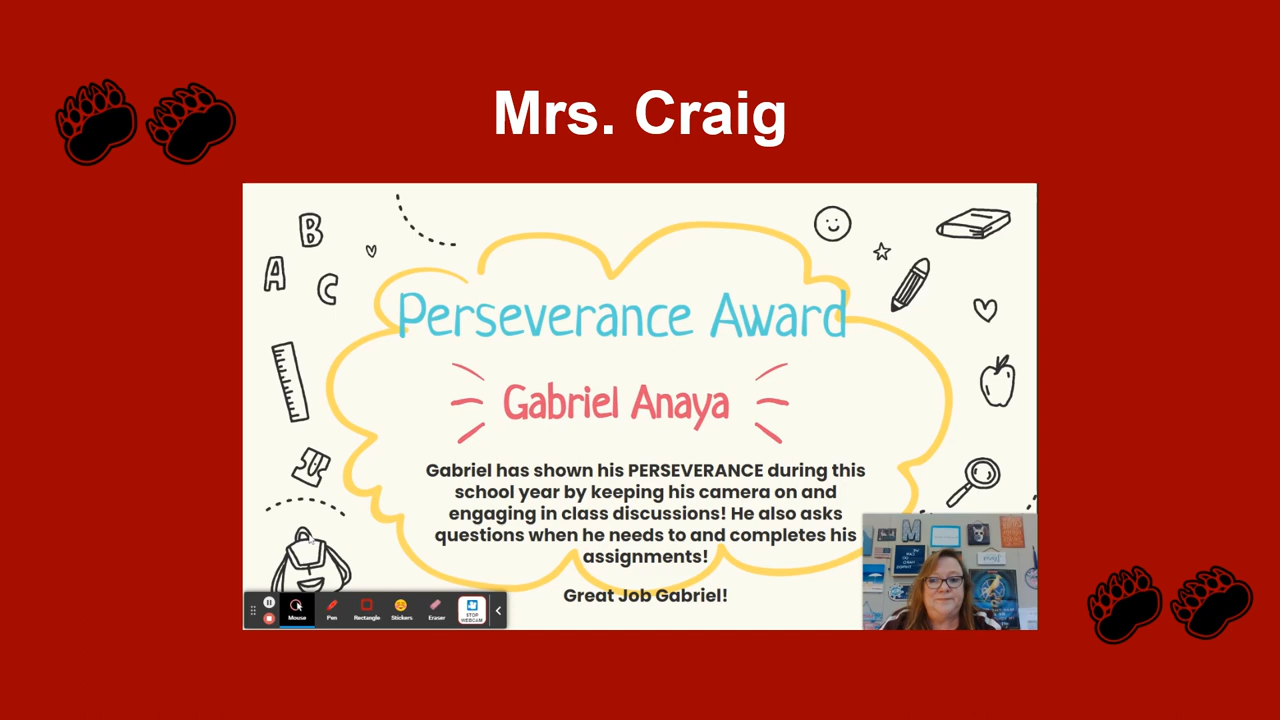 Mrs. Craig
B
A
C
Perseverance Award
Gabriel Anaya
Gabriel has shown his PERSEVERANCE during this
school year by keeping his camera on and
engaging in class discussions! He also asks
questions when he needs to and completes his
assignments!
Great Job Gabriel!
M
Mouse
Pen
Rectangle
Stickers
Eraser
STOP
WEBCAM